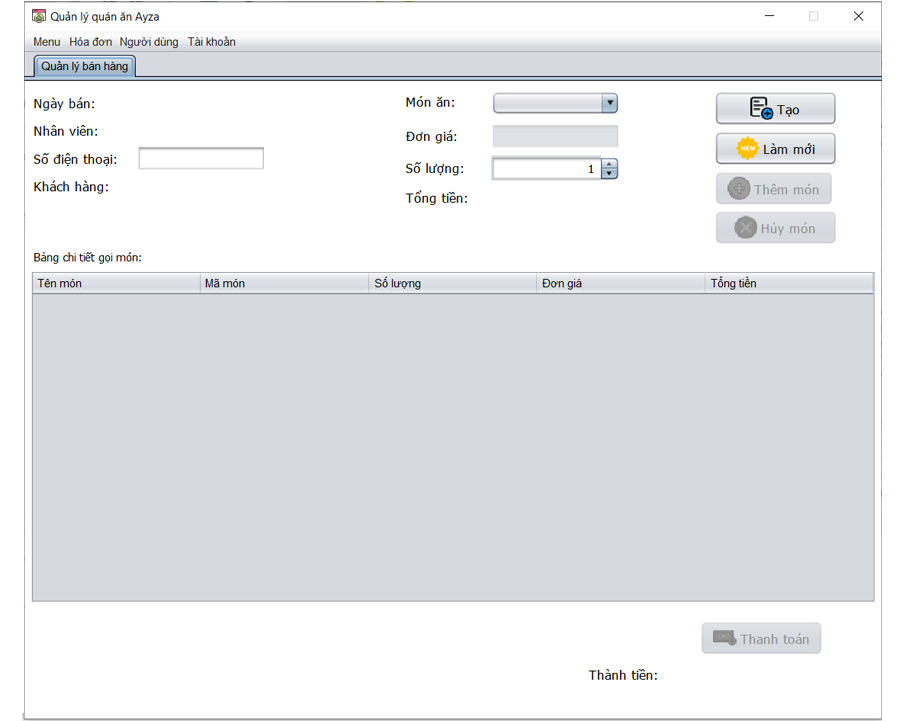 Quản lý quán ăn Ayza
Menu Hóa đơn Người dùng Tài khoản
Quản lý bán hàng
Ngày bán:
Nhân viên:
Số điện thoại:
Khách hàng:
Món ăn:
Đơn giá:
Số lượng: 1
Tổng tiền:
Tạo
NEW Làm mới
Thêm món
Hủy món
Bảng chi tiết gọi món:
Tên món Mã món Số lượng Đơn giá Tổng tiền
Thanh toán
Thành tiền: